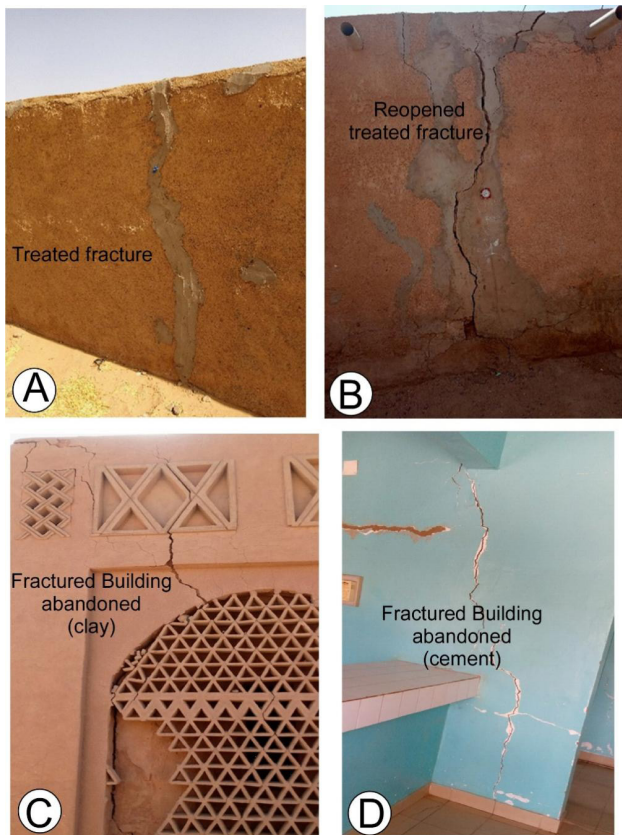 Treated fracture
A
Reopened
treated fracture
B
Fractured Building
abandoned
(clay)
C
Fractured Building
abandoned
(cement)
D